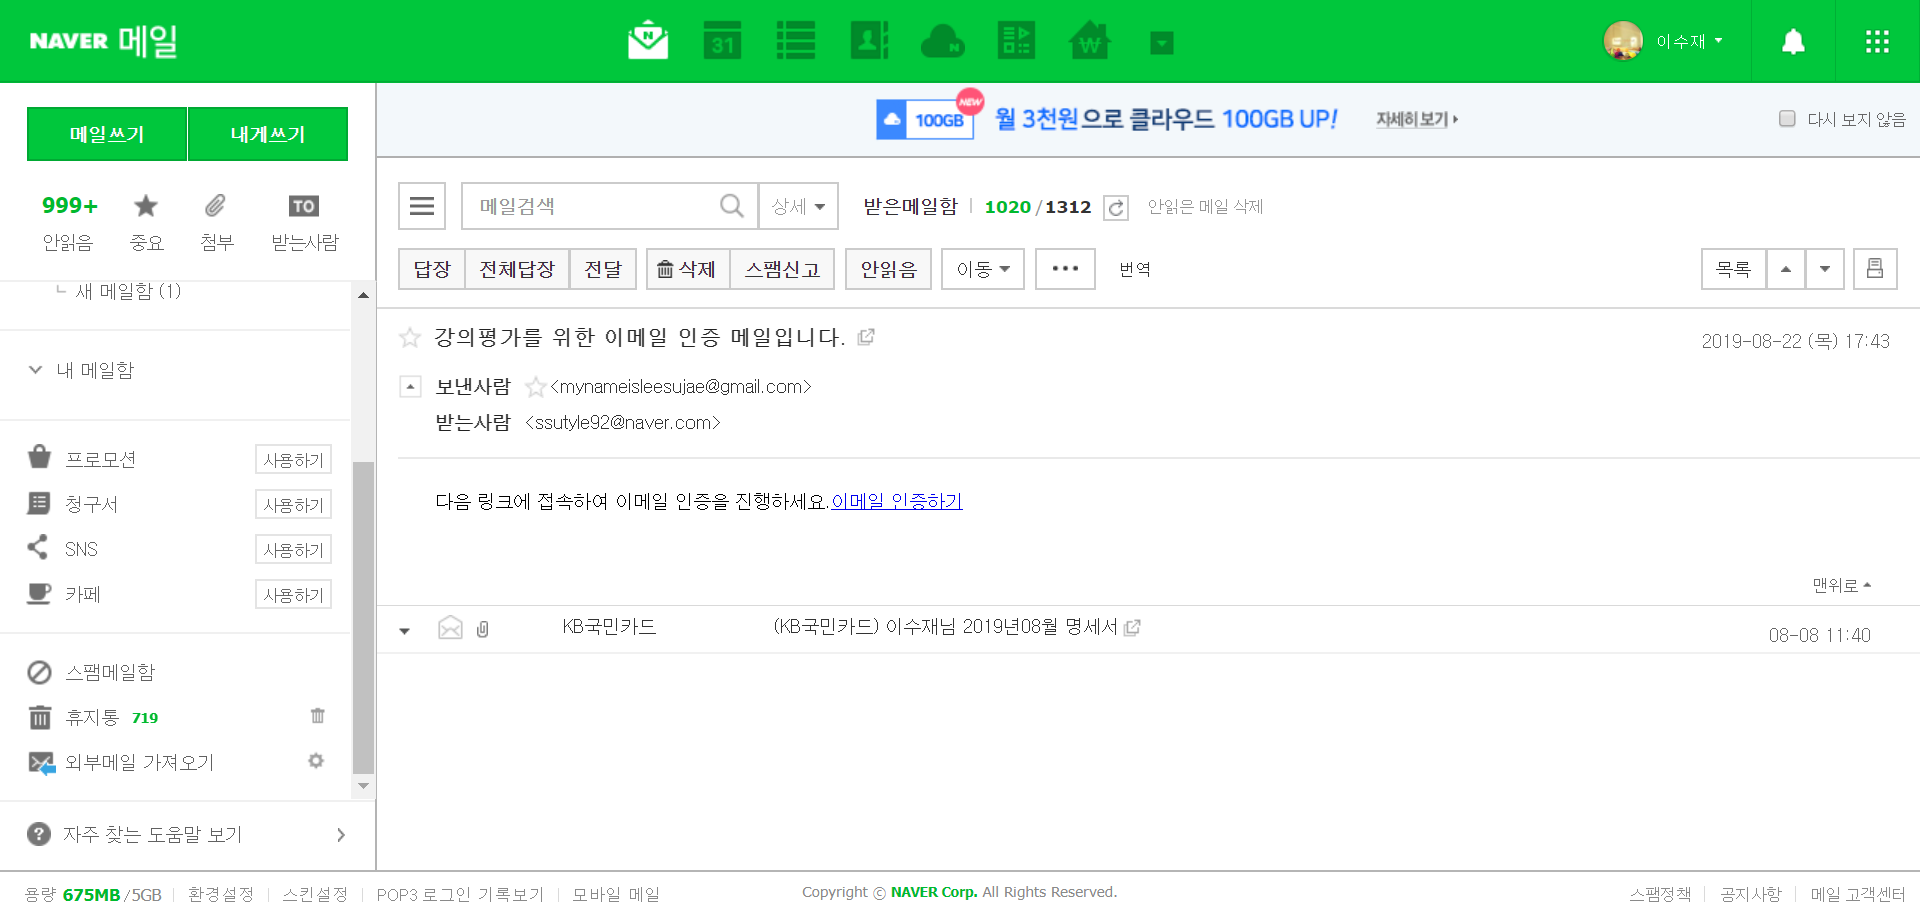 NAVER 메일
31
N
N
₩
이수재
메일쓰기 내게쓰기
999+
안읽음
중요
첨부
TO
받는사람
새 메일함 (1)
내 메일함
프로모션 사용하기
청구서 사용하기
SNS 사용하기
카페 사용하기
스팸메일함
휴지통 719
외부메일 가져오기
? 자주 찾는 도움말 보기
100GB NEW 월 3천원으로 클라우드 100GB UP! 자세히 보기
다시 보지 않음
메일검색 상세 받은메일함 1020/1312 안읽은 메일 삭제
답장 전체답장 전달 삭제 스팸신고 안읽음 이동 ••• 번역 목록
강의평가를 위한 이메일 인증 메일입니다.
2019-08-22 (목) 17:43
보낸사람 <mynameisleesujae@gmail.com>
받는사람 <ssutyle92@naver.com>
다음 링크에 접속하여 이메일 인증을 진행하세요.이메일 인증하기
맨위로
KB국민카드 (KB국민카드) 이수재님 2019년08월 명세서 08-08 11:40
용량 675MB/5GB 환경설정 스킨설정 POP3 로그인 기록보기 모바일 메일 Copyright © NAVER Corp. All Rights Reserved. 스팸정책 공지사항 메일 고객센터